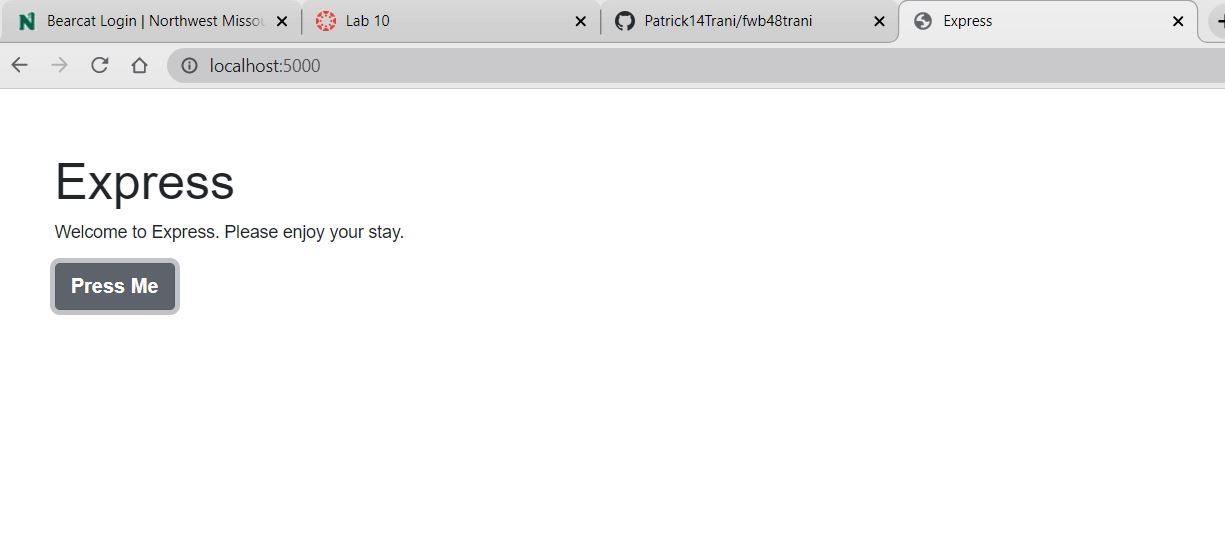 Bearcat Login | Northwest Missou
Lab 10
Patrick14Trani/fwb48trani
Express
localhost:5000
Express
Welcome to Express. Please enjoy your stay.
Press Me